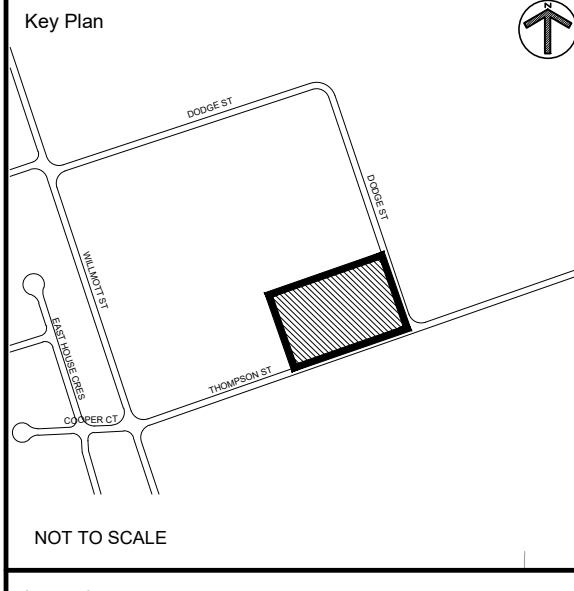 Key Plan
N
DODGE ST
DODGE ST
WILLMOTT ST
EAST HOUSE CRES
THOMPSON ST
COOPER CT
NOT TO SCALE